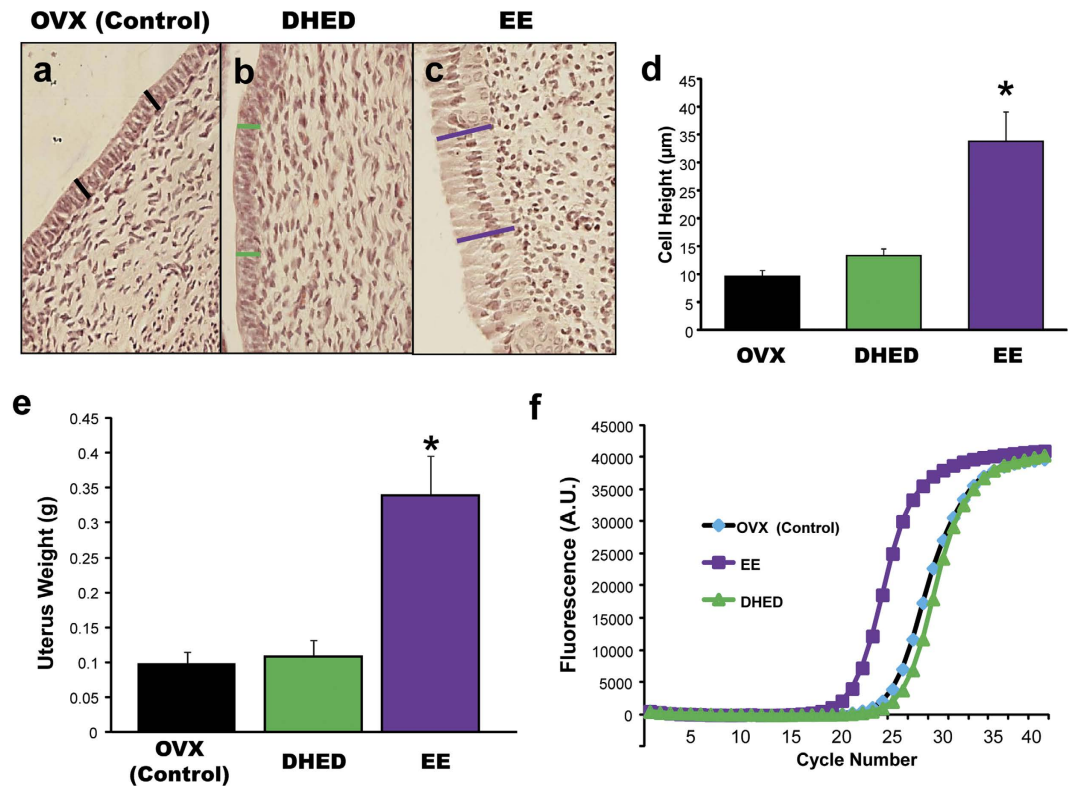 OVX (Control)
DHED
EE
a
b
c
d
Cell Height (µm)
45
40
35
30
25
20
15
10
5
0
*
OVX
DHED
EE
e
Uterus Weight (g)
0.45
0.4
0.35
0.3
0.25
0.2
0.15
0.1
0.05
0
*
OVX
(Control)
DHED
EE
f
Fluorescence (A.U.)
45000
40000
35000
30000
25000
20000
15000
10000
5000
0
OVX (Control)
EE
DHED
5 10 15 20 25 30 35 40
Cycle Number